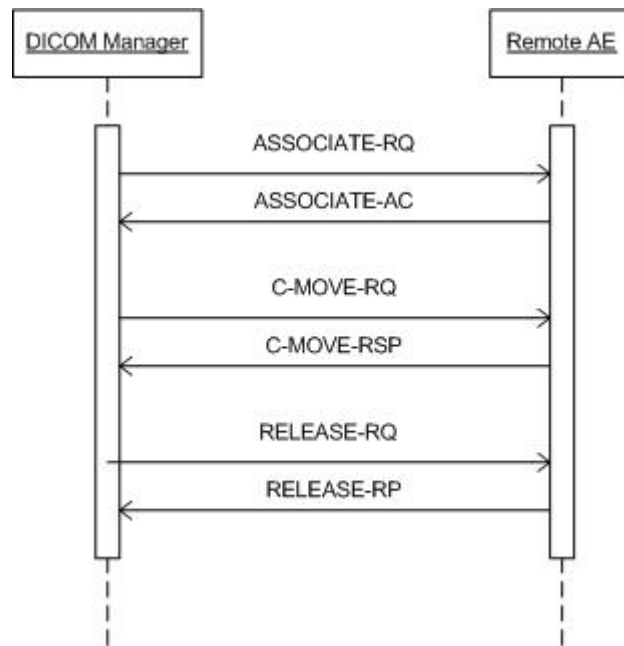 DICOM Manager
Remote AE
ASSOCIATE-RQ
ASSOCIATE-AC
C-MOVE-RQ
C-MOVE-RSP
RELEASE-RQ
RELEASE-RP